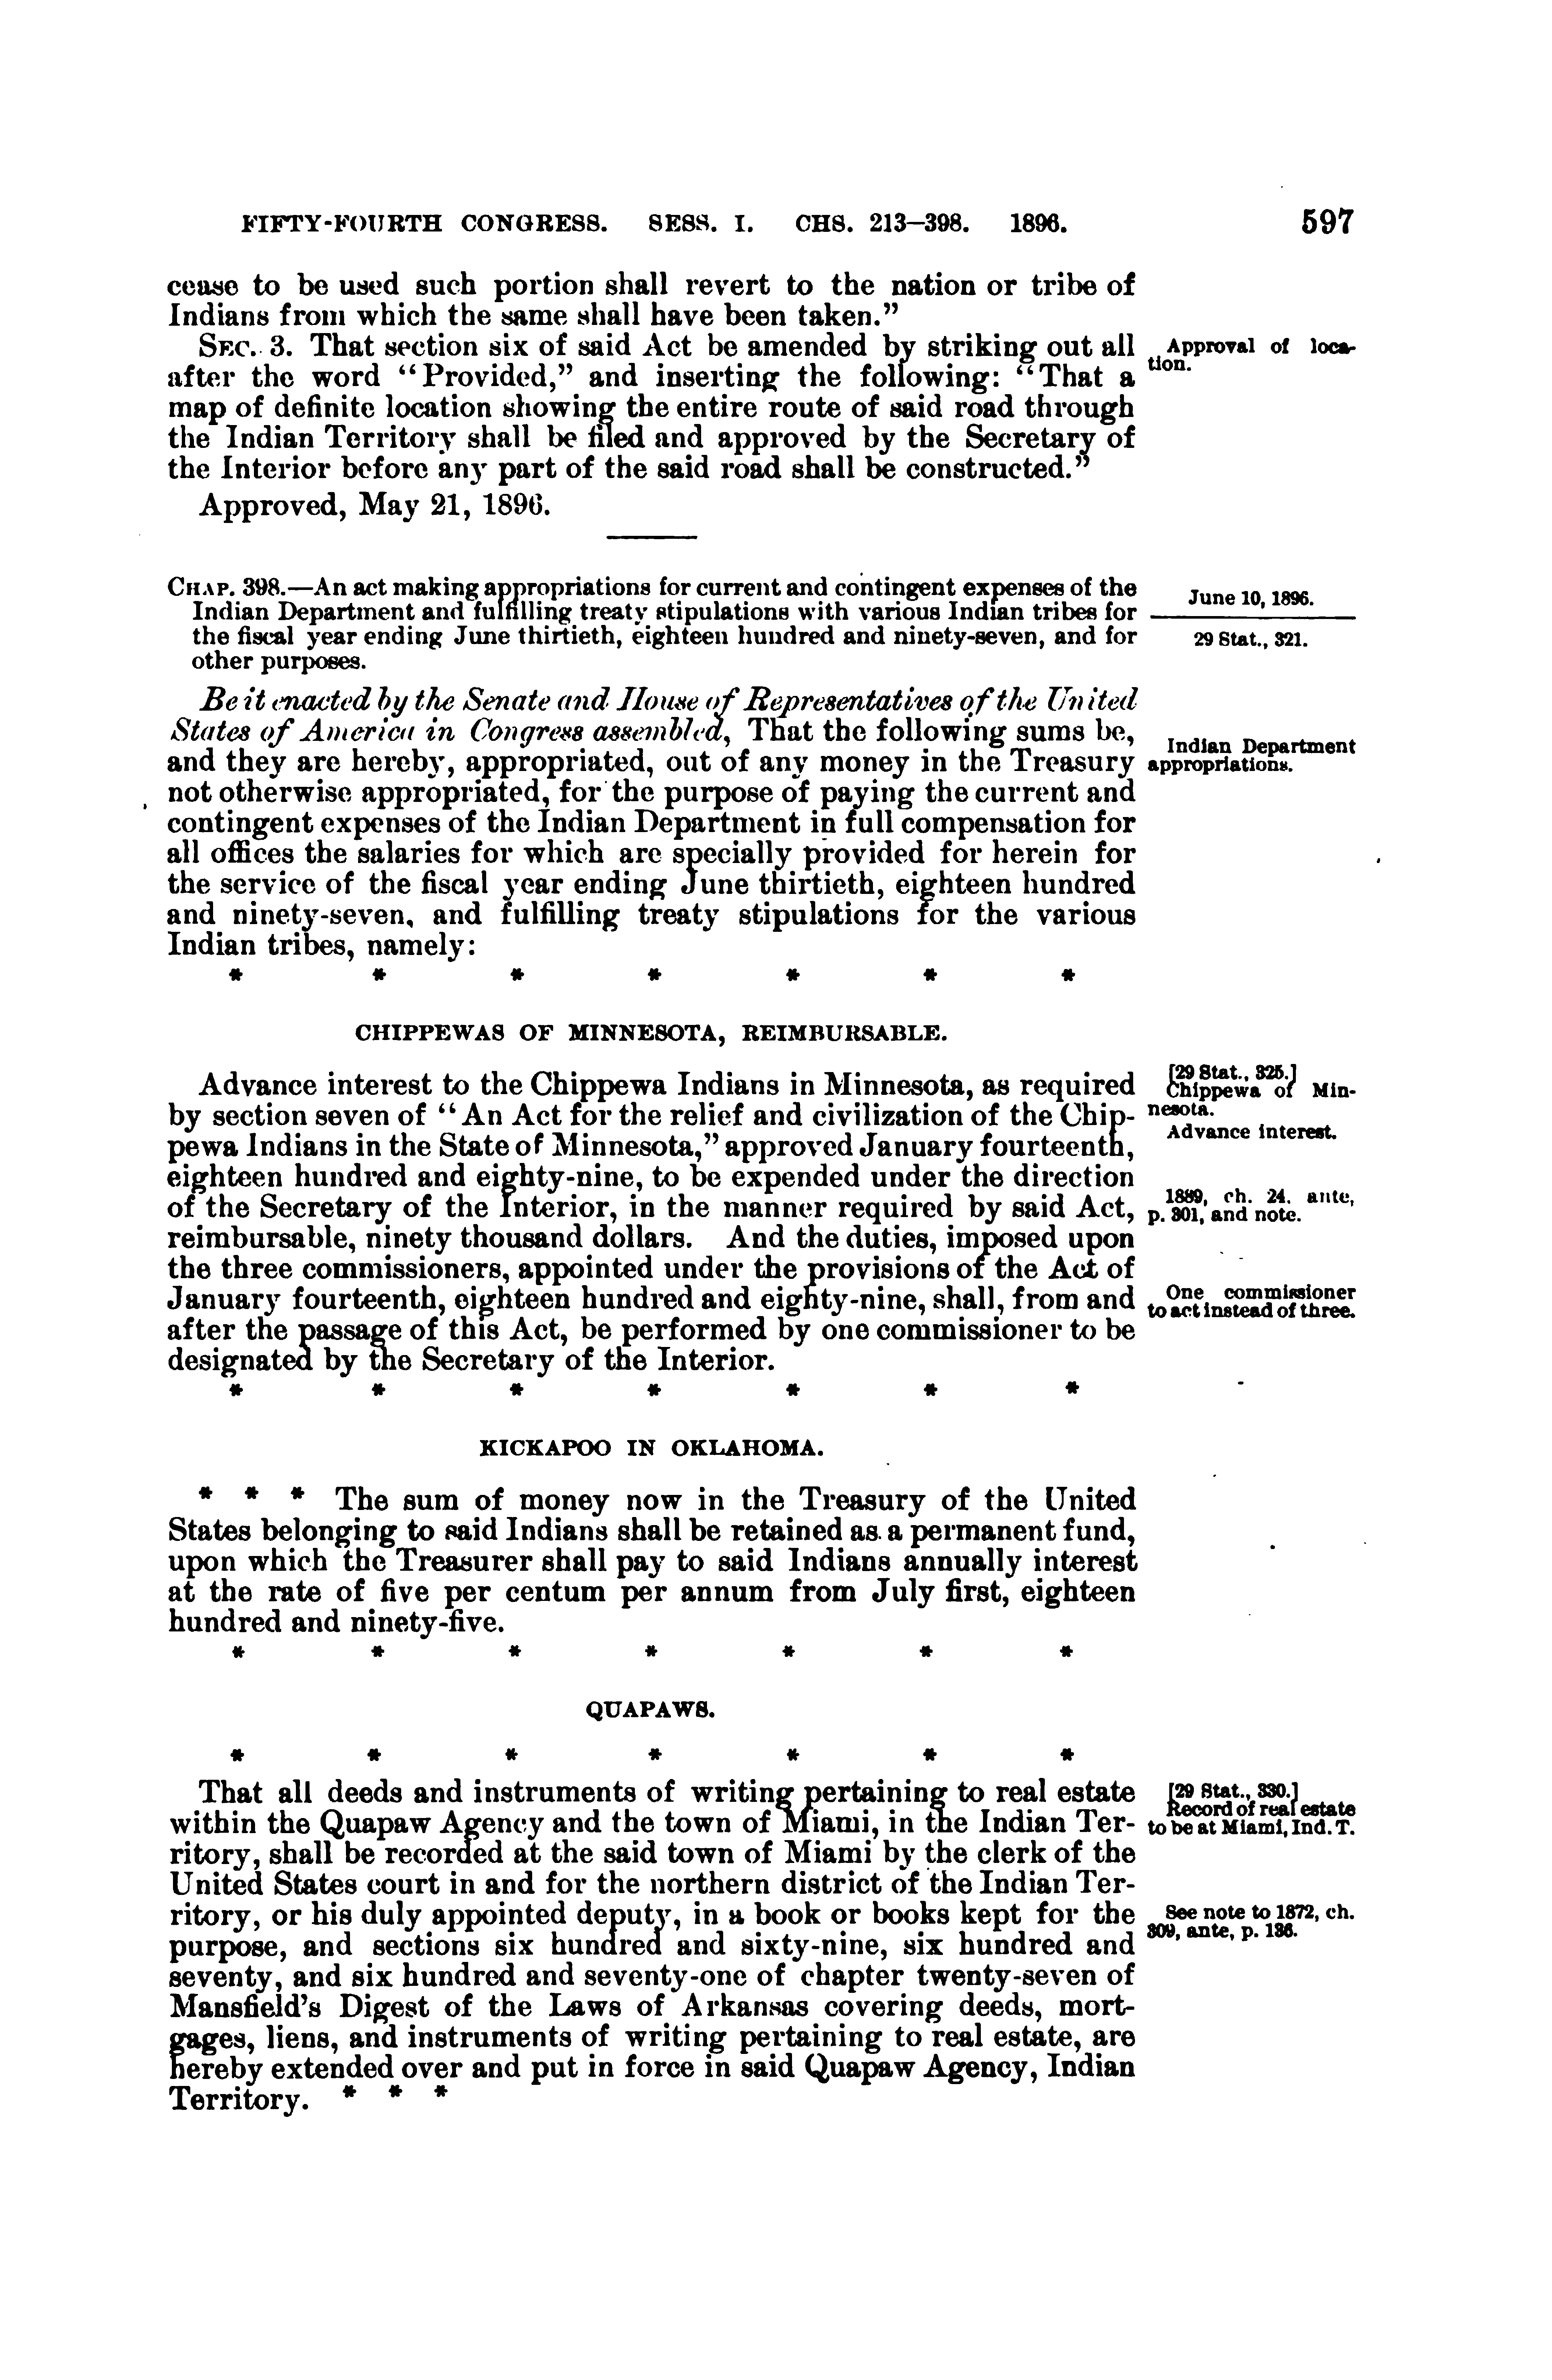 FIFTY-FOURTH CONGRESS. SESS. I. CHS. 213–398. 1896. 597
cease to be used such portion shall revert to the nation or tribe of
Indians from which the same shall have been taken.”
SEC. 3. That section six of said Act be amended by striking out all
after the word “Provided,” and inserting the following: “That a
map of definite location showing the entire route of said road through
the Indian Territory shall be filed and approved by the Secretary of
the Interior before any part of the said road shall be constructed.”
Approved, May 21, 1896.
Approval of loca-
tion.
CHAP. 398.—An act making appropriations for current and contingent expenses of the
Indian Department and fulfilling treaty stipulations with various Indian tribes for
the fiscal year ending June thirtieth, eighteen hundred and ninety-seven, and for
other purposes.
June 10, 1896.
29 Stat., 321.
Be it enacted by the Senate and House of Representatives of the United
States of America in Congress assembled, That the following sums be,
and they are hereby, appropriated, out of any money in the Treasury
not otherwise appropriated, for the purpose of paying the current and
contingent expenses of the Indian Department in full compensation for
all offices the salaries for which are specially provided for herein for
the service of the fiscal year ending June thirtieth, eighteen hundred
and ninety-seven, and fulfilling treaty stipulations for the various
Indian tribes, namely:
Indian Department
appropriations.
* * * * * * *
CHIPPEWAS OF MINNESOTA, REIMBURSABLE.
Advance interest to the Chippewa Indians in Minnesota, as required
by section seven of “An Act for the relief and civilization of the Chip-
pewa Indians in the State of Minnesota,” approved January fourteenth,
eighteen hundred and eighty-nine, to be expended under the direction
of the Secretary of the Interior, in the manner required by said Act,
reimbursable, ninety thousand dollars. And the duties, imposed upon
the three commissioners, appointed under the provisions of the Act of
January fourteenth, eighteen hundred and eighty-nine, shall, from and
after the passage of this Act, be performed by one commissioner to be
designated by the Secretary of the Interior.
[29 Stat., 325.]
Chippewa of Min-
nesota.
Advance interest.
1889, ch. 24. ante,
p. 301, and note.
One commissioner
to act instead of three.
* * * * * * *
KICKAPOO IN OKLAHOMA.
* * * The sum of money now in the Treasury of the United
States belonging to said Indians shall be retained as a permanent fund,
upon which the Treasurer shall pay to said Indians annually interest
at the rate of five per centum per annum from July first, eighteen
hundred and ninety-five.
* * * * * * *
QUAPAWS.
* * * * * * *
That all deeds and instruments of writing pertaining to real estate
within the Quapaw Agency and the town of Miami, in the Indian Ter-
ritory, shall be recorded at the said town of Miami by the clerk of the
United States court in and for the northern district of the Indian Ter-
ritory, or his duly appointed deputy, in a book or books kept for the
purpose, and sections six hundred and sixty-nine, six hundred and
seventy, and six hundred and seventy-one of chapter twenty-seven of
Mansfield’s Digest of the Laws of Arkansas covering deeds, mort-
gages, liens, and instruments of writing pertaining to real estate, are
hereby extended over and put in force in said Quapaw Agency, Indian
Territory. * * *
[29 Stat., 330.]
Record of real estate
to be at Miami, Ind. T.
See note to 1872, ch.
309, ante, p. 136.